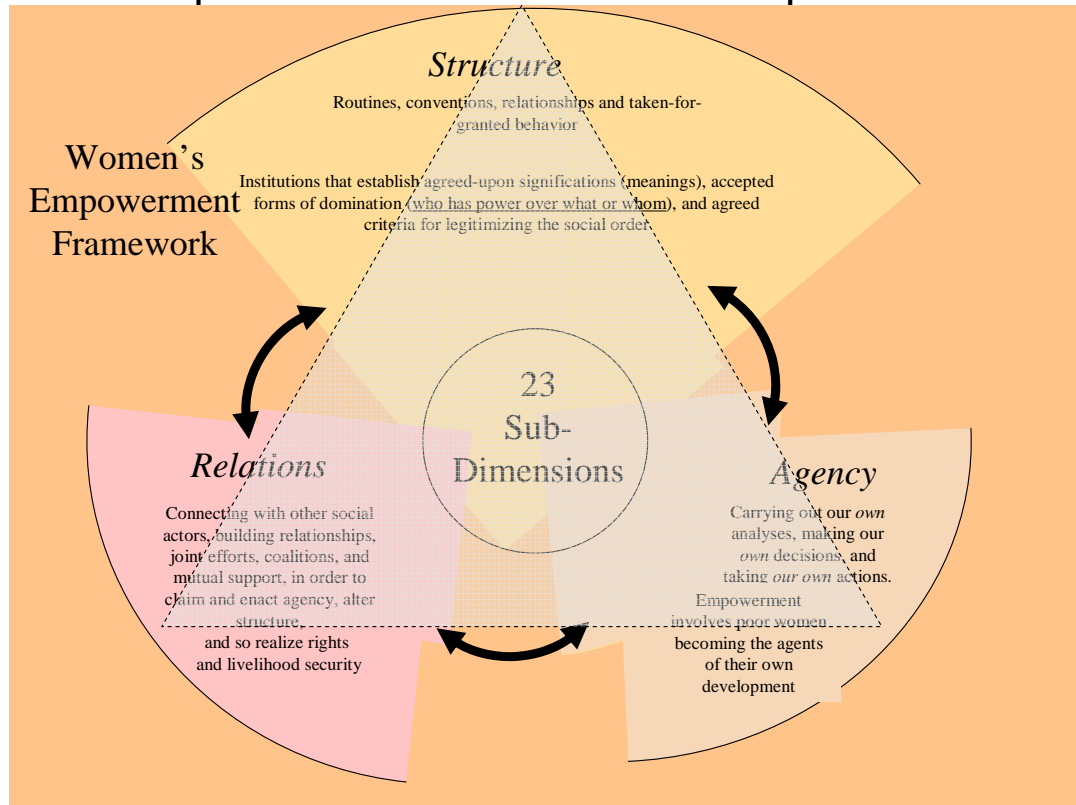 Women's
Empowerment
Framework
Structure
Routines, conventions, relationships and taken-for-
granted behavior
Institutions that establish agreed-upon significations (meanings), accepted
forms of domination (who has power over what or whom), and agreed
criteria for legitimizing the social order
23
Sub-
Dimensions
Relations
Connecting with other social
actors, building relationships,
joint efforts, coalitions, and
mutual support, in order to
claim and enact agency, alter
structure,
and so realize rights
and livelihood security
Agency
Carrying out our own
analyses, making our
own decisions, and
taking our own actions.
Empowerment
involves poor women
becoming the agents
of their own
development